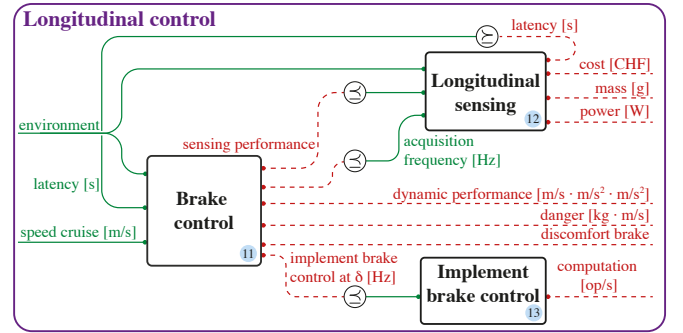 Longitudinal control
latency [s]
cost [CHF]
mass [g]
power [W]
Longitudinal
sensing
12
environment
sensing performance
acquisition
frequency [Hz]
latency [s]
speed cruise [m/s]
Brake
control
11
dynamic performance [m/s · m/s² · m/s²]
danger [kg · m/s]
discomfort brake
implement brake
control at δ [Hz]
Implement
brake control
13
computation
[op/s]